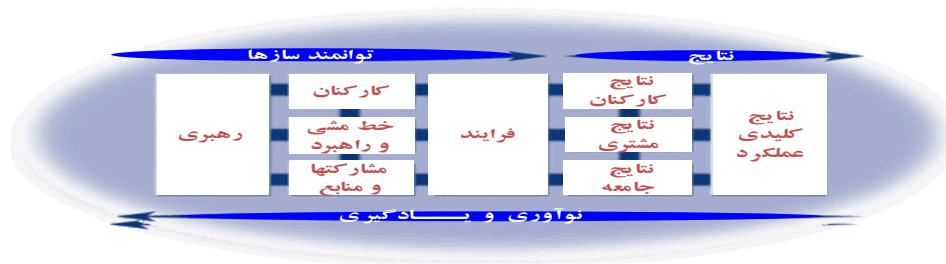 توانمند سازها
نتایج
رهبری
کارکنان
خط مشی
و راهبرد
مشارکتها
و منابع
فرایند
نتایج
کارکنان
نتایج
مشتری
نتایج
جامعه
نتایج
کلیدی
عملکرد
نوآوری و یـــــادگیری